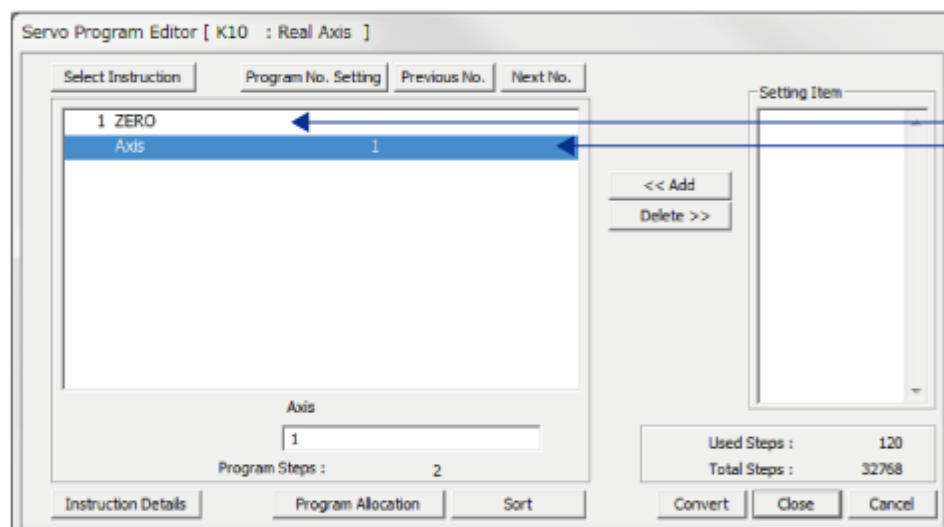 Servo Program Editor [ K10 : Real Axis ]
Select Instruction Program No. Setting Previous No. Next No.
Setting Item
1 ZERO
Axis 1
<< Add
Delete >>
Axis
1
Program Steps : 2
Used Steps : 120
Total Steps : 32768
Instruction Details Program Allocation Sort Convert Close Cancel